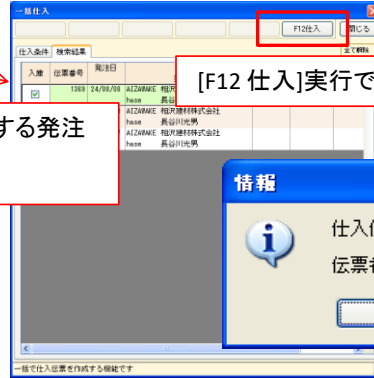 一括仕入
F12仕入
閉じる
仕入条件 検索結果
全て解除
入庫 伝票番号 発注日
[F12 仕入]実行で
1369 24/08/08 AIZAWAKE 相沢
hase 長谷
する発注
AIZAWAKE 相沢建材株式会社
hase 長谷川光男
AIZAWAKE 相沢建材株式会社
hase 長谷川光男
情報
仕入
伝票
一括で仕入伝票を作成する機能です